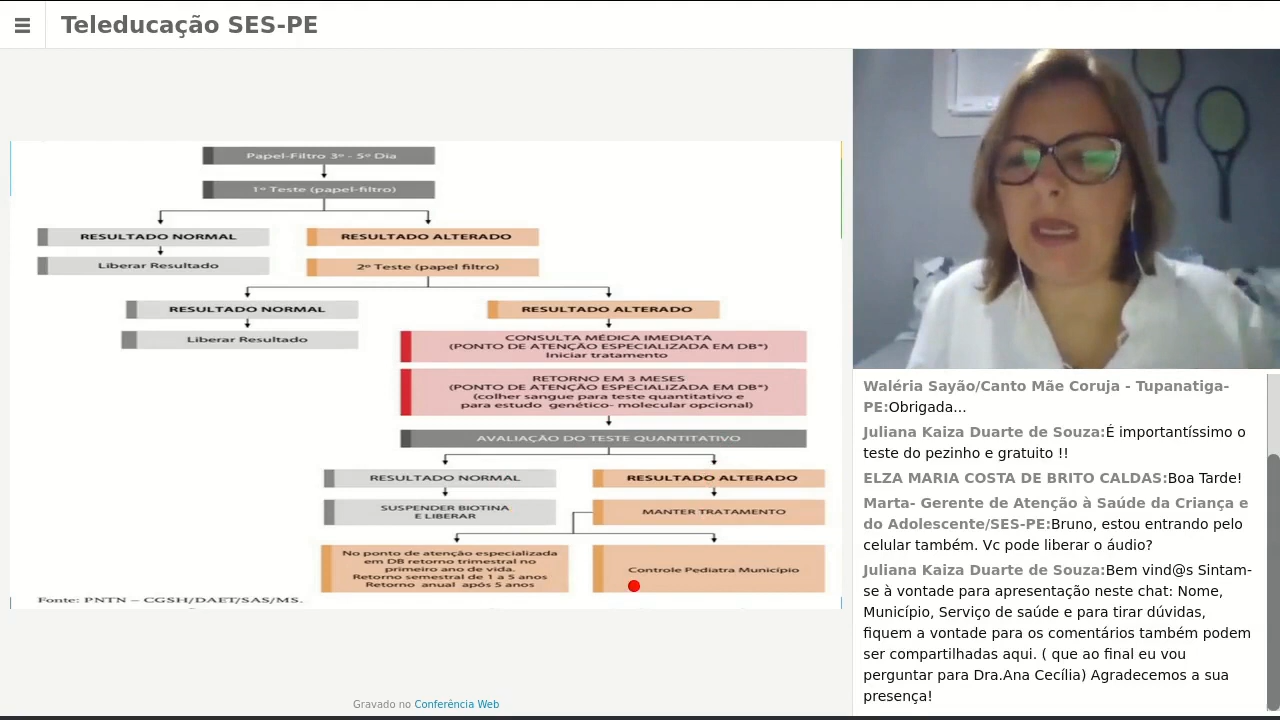 Teleducação SES-PE
Papel-Filtro 3º - 5º Dia
1º Teste (papel-filtro)
RESULTADO NORMAL
RESULTADO ALTERADO
Liberar Resultado
2º Teste (papel filtro)
RESULTADO NORMAL
RESULTADO ALTERADO
Liberar Resultado
CONSULTA MÉDICA IMEDIATA
(PONTO DE ATENÇÃO ESPECIALIZADA EM DB*)
Iniciar tratamento
RETORNO EM 3 MESES
(PONTO DE ATENÇÃO ESPECIALIZADA EM DB*)
(colher sangue para teste quantitativo e
para estudo genético- molecular opcional)
AVALIAÇÃO DO TESTE QUANTITATIVO
RESULTADO NORMAL
RESULTADO ALTERADO
SUSPENDER BIOTINA
E LIBERAR
MANTER TRATAMENTO
No ponto de atenção especializada
em DB retorno trimestral no
primeiro ano de vida.
Retorno semestral de 1 a 5 anos
Retorno anual após 5 anos
Controle Pediatra Município
Fonte: PNTN – CGSH/DAET/SAS/MS.
Gravado no Conferência Web
Waléria Sayão/Canto Mãe Coruja - Tupanatiga-
PE:Obrigada...
Juliana Kaiza Duarte de Souza:É importantíssimo o
teste do pezinho e gratuito !!
ELZA MARIA COSTA DE BRITO CALDAS:Boa Tarde!
Marta- Gerente de Atenção à Saúde da Criança e
do Adolescente/SES-PE:Bruno, estou entrando pelo
celular também. Vc pode liberar o áudio?
Juliana Kaiza Duarte de Souza:Bem vind@s Sintam-
se à vontade para apresentação neste chat: Nome,
Município, Serviço de saúde e para tirar dúvidas,
fiquem a vontade para os comentários também podem
ser compartilhadas aqui. ( que ao final eu vou
perguntar para Dra.Ana Cecília) Agradecemos a sua
presença!